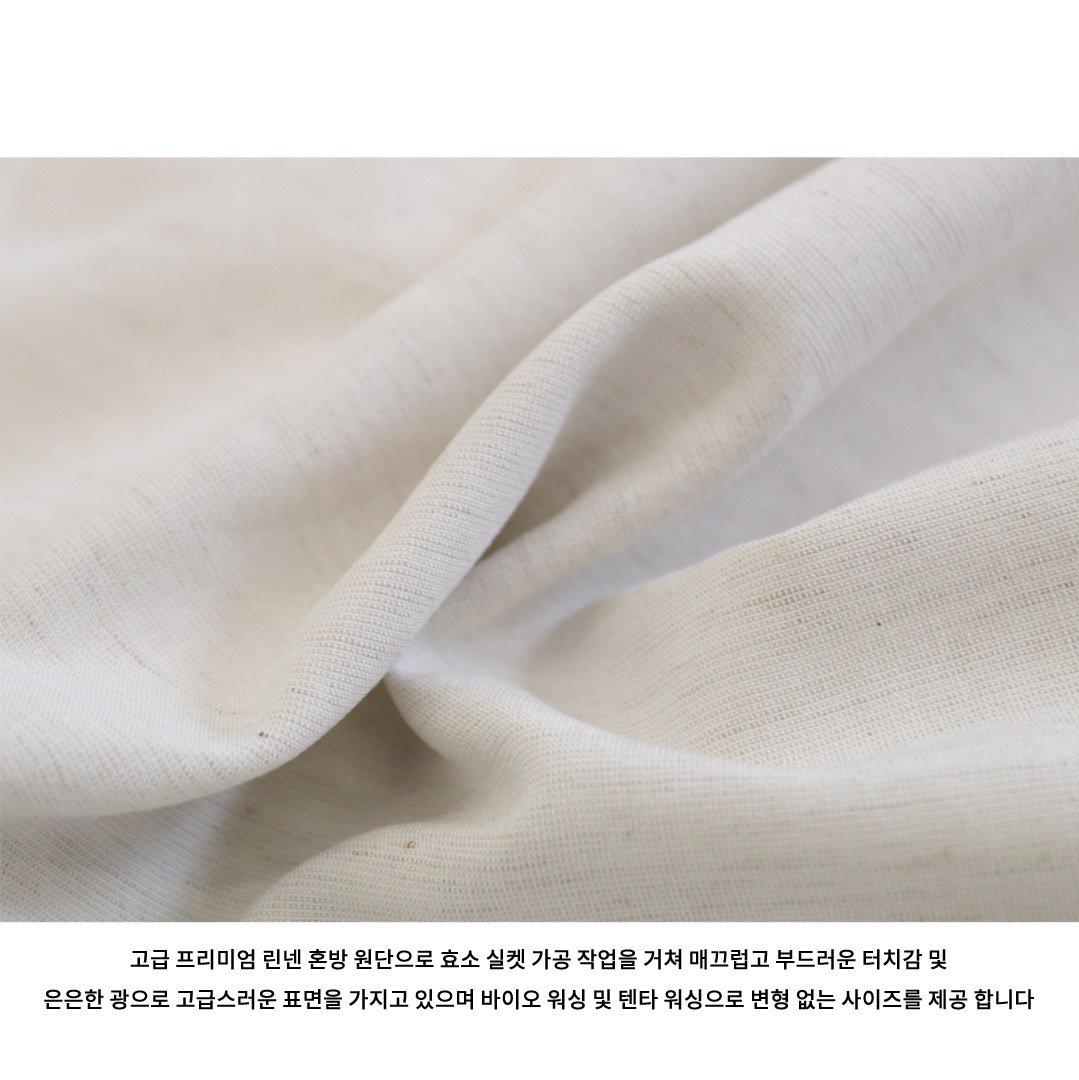 고급 프리미엄 린넨 혼방 원단으로 효소 실켓 가공 작업을 거쳐 매끄럽고 부드러운 터치감 및
은은한 광으로 고급스러운 표면을 가지고 있으며 바이오 워싱 및 텐타 워싱으로 변형 없는 사이즈를 제공 합니다